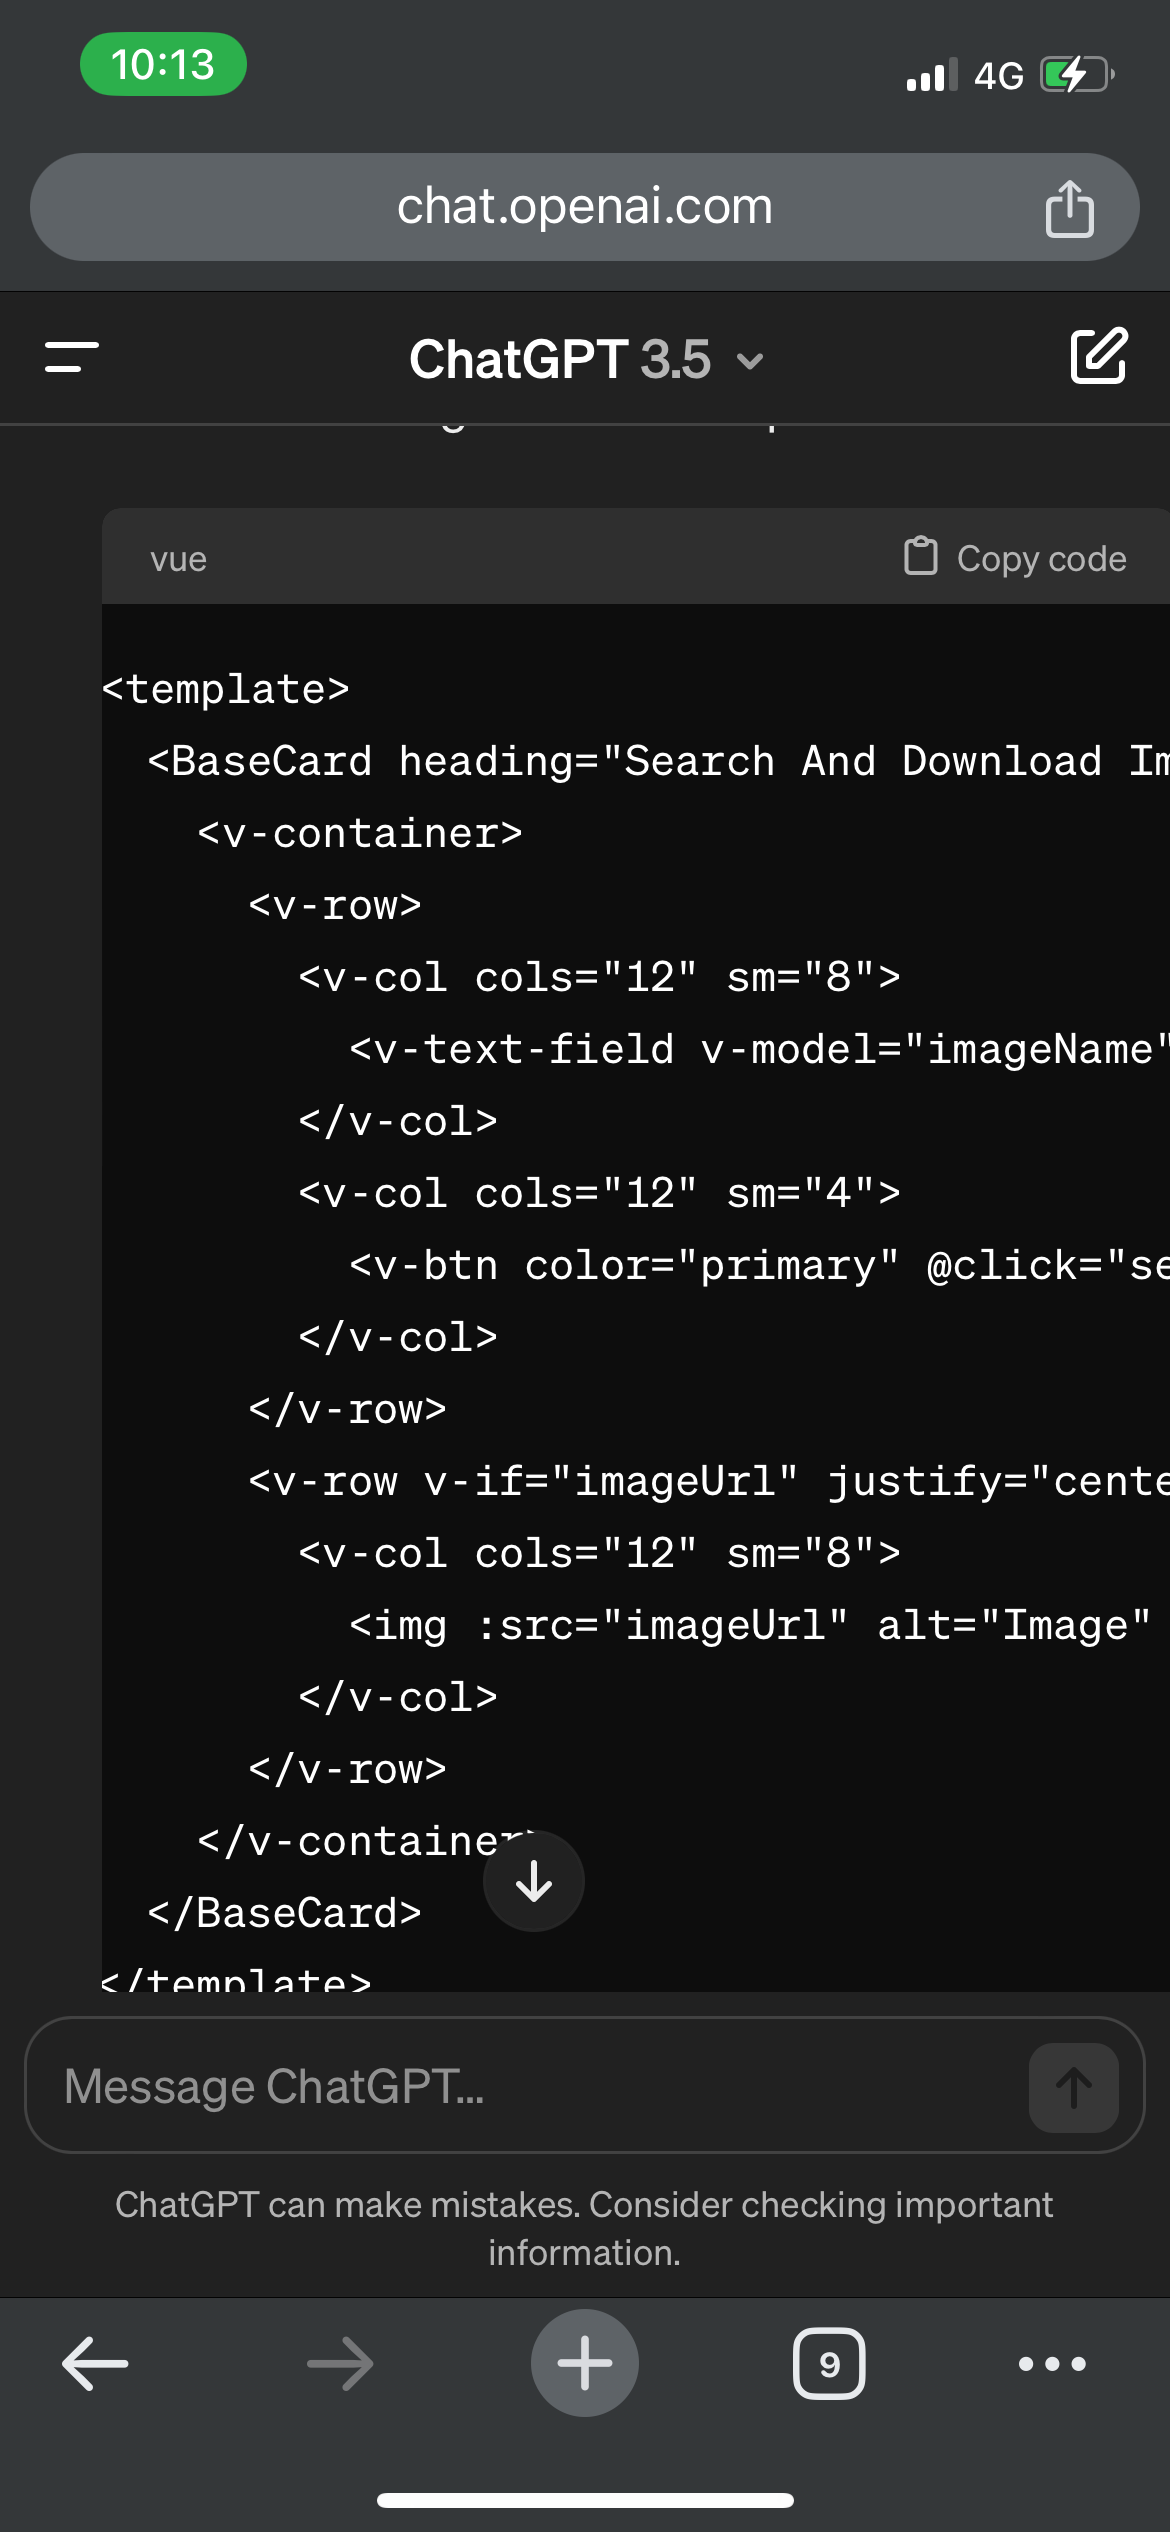 10:13
4G
chat.openai.com
ChatGPT 3.5
vue
Copy code
<template>
  <BaseCard heading="Search And Download Im
    <v-container>
      <v-row>
        <v-col cols="12" sm="8">
          <v-text-field v-model="imageName"
        </v-col>
        <v-col cols="12" sm="4">
          <v-btn color="primary" @click="se
        </v-col>
      </v-row>
      <v-row v-if="imageUrl" justify="cente
        <v-col cols="12" sm="8">
          <img :src="imageUrl" alt="Image"
        </v-col>
      </v-row>
    </v-container>
  </BaseCard>
</template>
Message ChatGPT...
ChatGPT can make mistakes. Consider checking important
information.
9